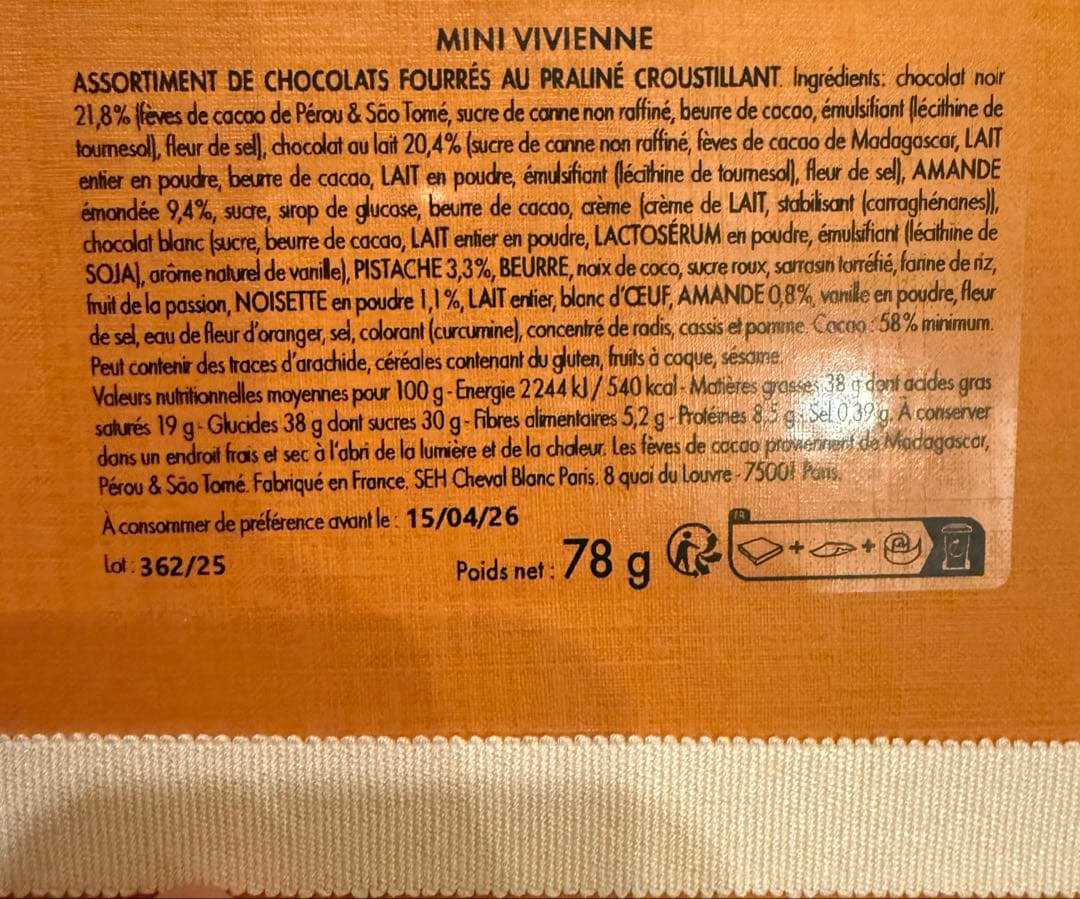 MINI VIVIENNE
ASSORTIMENT DE CHOCOLATS FOURRÉS AU PRALINÉ CROUSTILLANT. Ingrédients: chocolat noir
21,8% (fèves de cacao de Pérou & São Tomé, sucre de canne non raffiné, beurre de cacao, émulsifiant (lécithine de
tournesol), fleur de sel), chocolat au lait 20,4% (sucre de canne non raffiné, fèves de cacao de Madagascar, LAIT
entier en poudre, beurre de cacao, LAIT en poudre, émulsifiant (lécithine de tournesol), fleur de sel), AMANDE
émondée 9,4%, sucre, sirop de glucose, beurre de cacao, crème (crème de LAIT, stabilisant (carraghénanes)),
chocolat blanc (sucre, beurre de cacao, LAIT entier en poudre, LACTOSÉRUM en poudre, émulsifiant (lécithine de
SOJA), arôme naturel de vanille), PISTACHE 3,3%, BEURRE, noix de coco, sucre roux, sarrasin torréfié, farine de riz,
fruit de la passion, NOISETTE en poudre 1,1%, LAIT entier, blanc d'ŒUF, AMANDE 0,8%, vanille en poudre, fleur
de sel, eau de fleur d'oranger, sel, colorant (curcumine), concentré de radis, cassis et pomme. Cacao : 58% minimum.
Peut contenir des traces d'arachide, céréales contenant du gluten, fruits à coque, sésame.
Valeurs nutritionnelles moyennes pour 100 g - Energie 2244 kJ / 540 kcal - Matières grasses 38 g dont acides gras
saturés 19 g - Glucides 38 g dont sucres 30 g - Fibres alimentaires 5,2 g - Protéines 8,5 g. Sel 0,39 g. À conserver
dans un endroit frais et sec à l'abri de la lumière et de la chaleur. Les fèves de cacao proviennent de Madagascar,
Pérou & São Tomé. Fabriqué en France. SEH Cheval Blanc Paris. 8 quai du Louvre - 75001 Paris.
À consommer de préférence avant le : 15/04/26
Lot : 362/25
Poids net : 78 g
FR